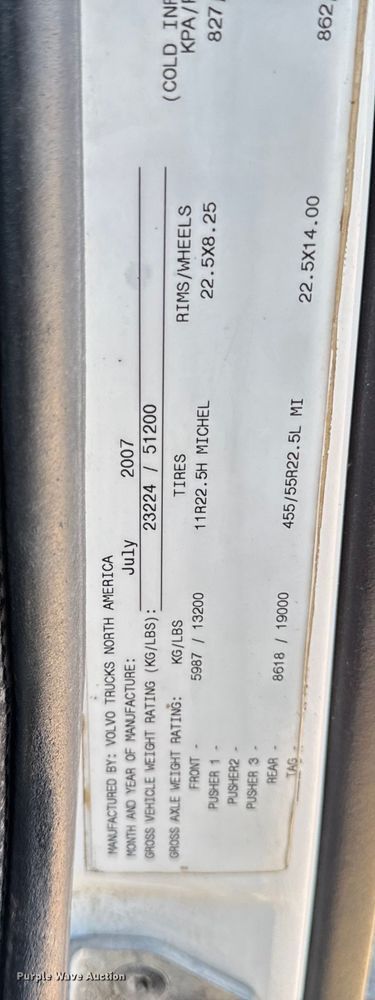 (COLD INF
KPA/
MANUFACTURED BY: VOLVO TRUCKS NORTH AMERICA
MONTH AND YEAR OF MANUFACTURE: July 2007
GROSS VEHICLE WEIGHT RATING (KG/LBS): 23224 / 51200
GROSS AXLE WEIGHT RATING: KG/LBS TIRES RIMS/WHEELS
FRONT - 5987 / 13200 11R22.5H MICHEL 22.5X8.25 827,
PUSHER 1 -
PUSHER2 -
PUSHER 3 -
REAR - 8618 / 19000 455/55R22.5L MI 22.5X14.00 862,
TAG -
Purple Wave Auction